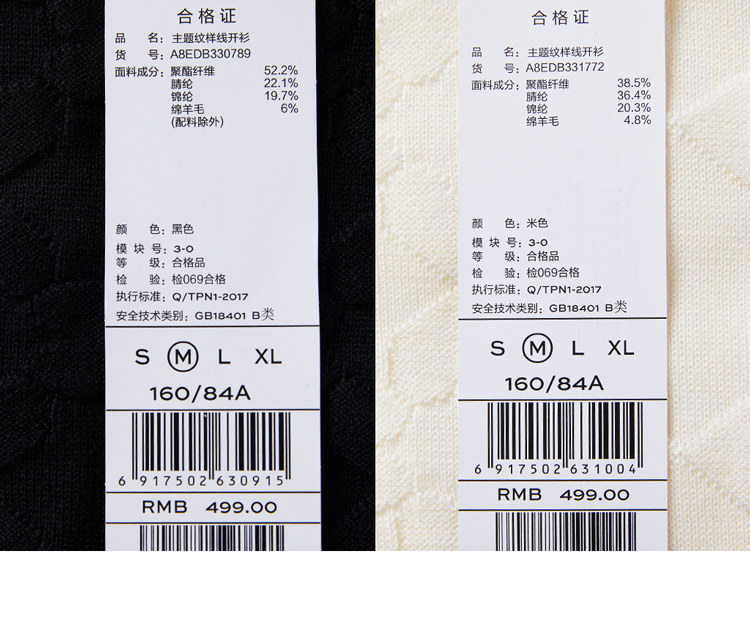 合格证
品 名：主题纹样线开衫
货 号：A8EDB330789
面料成分：聚酯纤维 52.2%
腈纶 22.1%
锦纶 19.7%
绵羊毛 6%
(配料除外)
颜 色：黑色
模 块 号：3-0
等 级：合格品
检 验：检069合格
执行标准：Q/TPN1-2017
安全技术类别：GB18401 B类
S M L XL
160/84A
6 917502 630915
RMB 499.00
合格证
品 名：主题纹样线开衫
货 号：A8EDB331772
面料成分：聚酯纤维 38.5%
腈纶 36.4%
锦纶 20.3%
绵羊毛 4.8%
颜 色：米色
模 块 号：3-0
等 级：合格品
检 验：检069合格
执行标准：Q/TPN1-2017
安全技术类别：GB18401 B类
S M L XL
160/84A
6 917502 631004
RMB 499.00